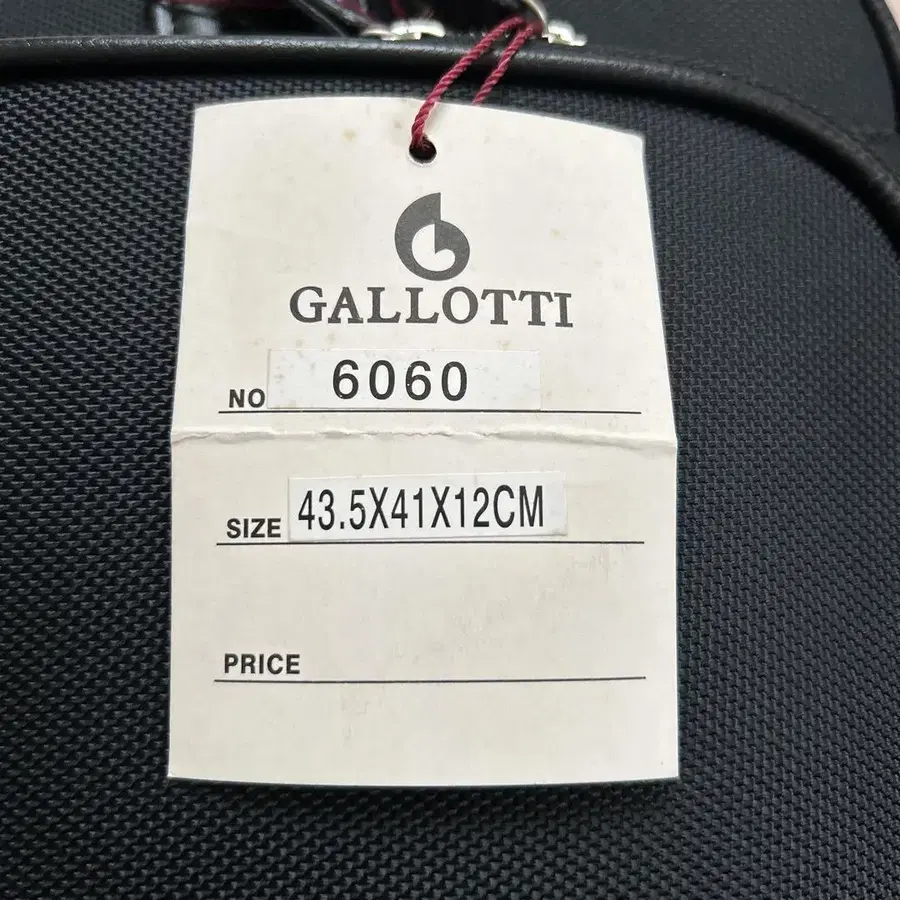 GALLOTTI
NO 6060
SIZE 43.5X41X12CM
PRICE